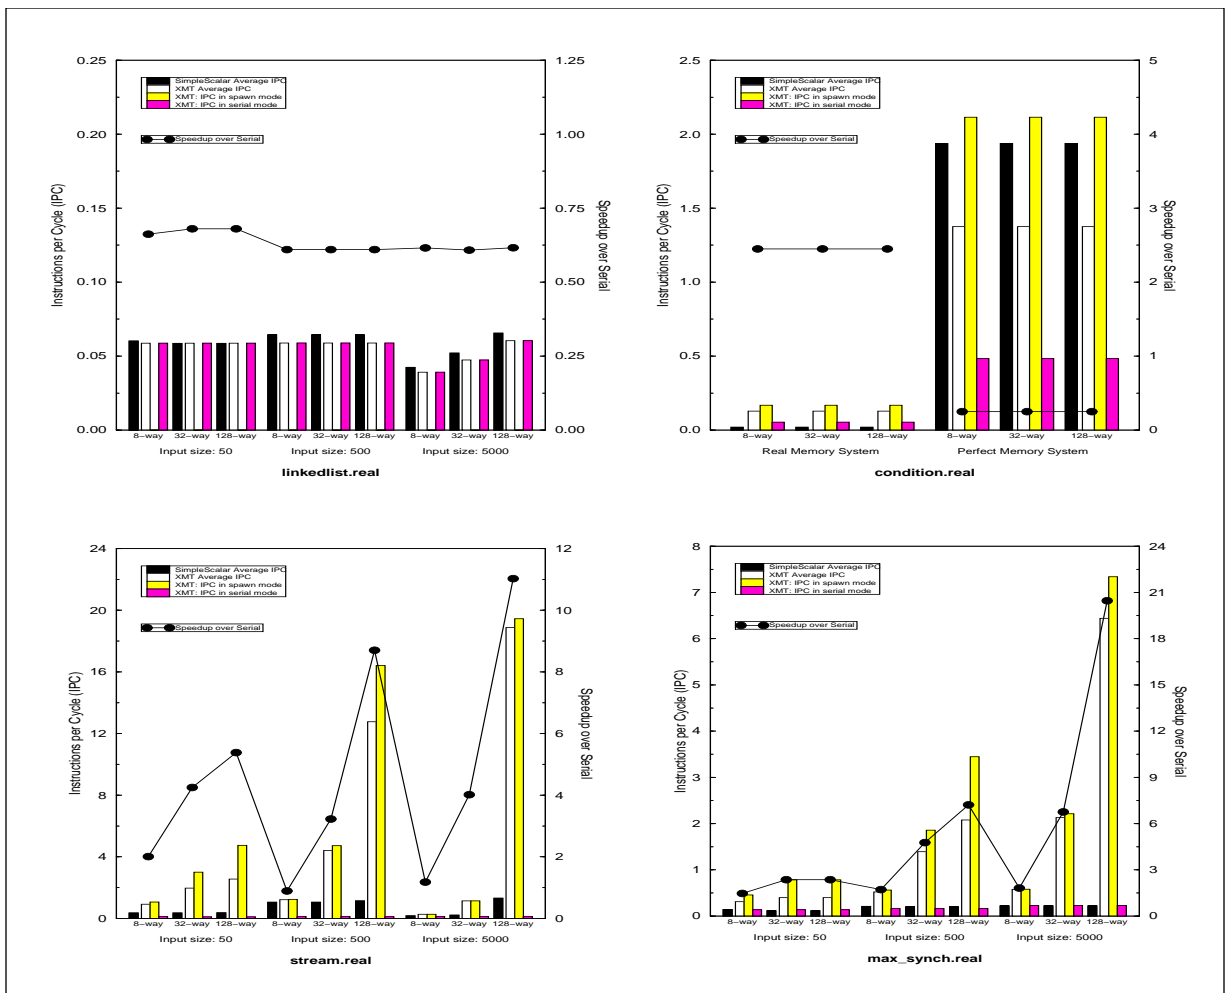 0.25
0.20
0.15
0.10
0.05
0.00
Instructions per Cycle (IPC)
1.25
1.00
0.75
0.50
0.25
0.00
Speedup over Serial
SimpleScalar Average IPC
XMT Average IPC
XMT: IPC in spawn mode
XMT: IPC in serial mode
Speedup over Serial
8−way 32−way 128−way 8−way 32−way 128−way 8−way 32−way 128−way
Input size: 50 Input size: 500 Input size: 5000
linkedlist.real
2.5
2.0
1.5
1.0
0.5
0.0
Instructions per Cycle (IPC)
5
4
3
2
1
0
Speedup over Serial
SimpleScalar Average IPC
XMT Average IPC
XMT: IPC in spawn mode
XMT: IPC in serial mode
Speedup over Serial
8−way 32−way 128−way 8−way 32−way 128−way
Real Memory System Perfect Memory System
condition.real
24
20
16
12
8
4
0
Instructions per Cycle (IPC)
12
10
8
6
4
2
0
Speedup over Serial
SimpleScalar Average IPC
XMT Average IPC
XMT: IPC in spawn mode
XMT: IPC in serial mode
Speedup over Serial
8−way 32−way 128−way 8−way 32−way 128−way 8−way 32−way 128−way
Input size: 50 Input size: 500 Input size: 5000
stream.real
8
7
6
5
4
3
2
1
0
Instructions per Cycle (IPC)
24
21
18
15
12
9
6
3
0
Speedup over Serial
SimpleScalar Average IPC
XMT Average IPC
XMT: IPC in spawn mode
XMT: IPC in serial mode
Speedup over Serial
8−way 32−way 128−way 8−way 32−way 128−way 8−way 32−way 128−way
Input size: 50 Input size: 500 Input size: 5000
max_synch.real